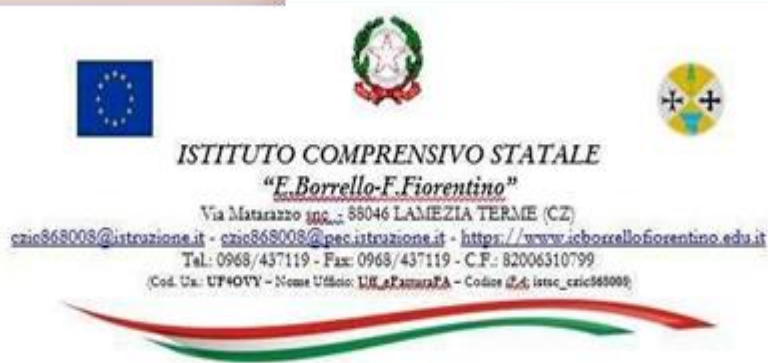 ISTITUTO COMPRENSIVO STATALE
“E.Borrello-F.Fiorentino”
Via Matarazzo snc - 88046 LAMEZIA TERME (CZ)
czic868008@istruzione.it - czic868008@pec.istruzione.it - https://www.icborrellofiorentino.edu.it
Tel.: 0968/437119 - Fax: 0968/437119 - C.F.: 82006310799
(Cod. Un.: UF4OVY – Nome Ufficio: Uff_eFatturaPA – Codice iPA: istsc_czic868008)